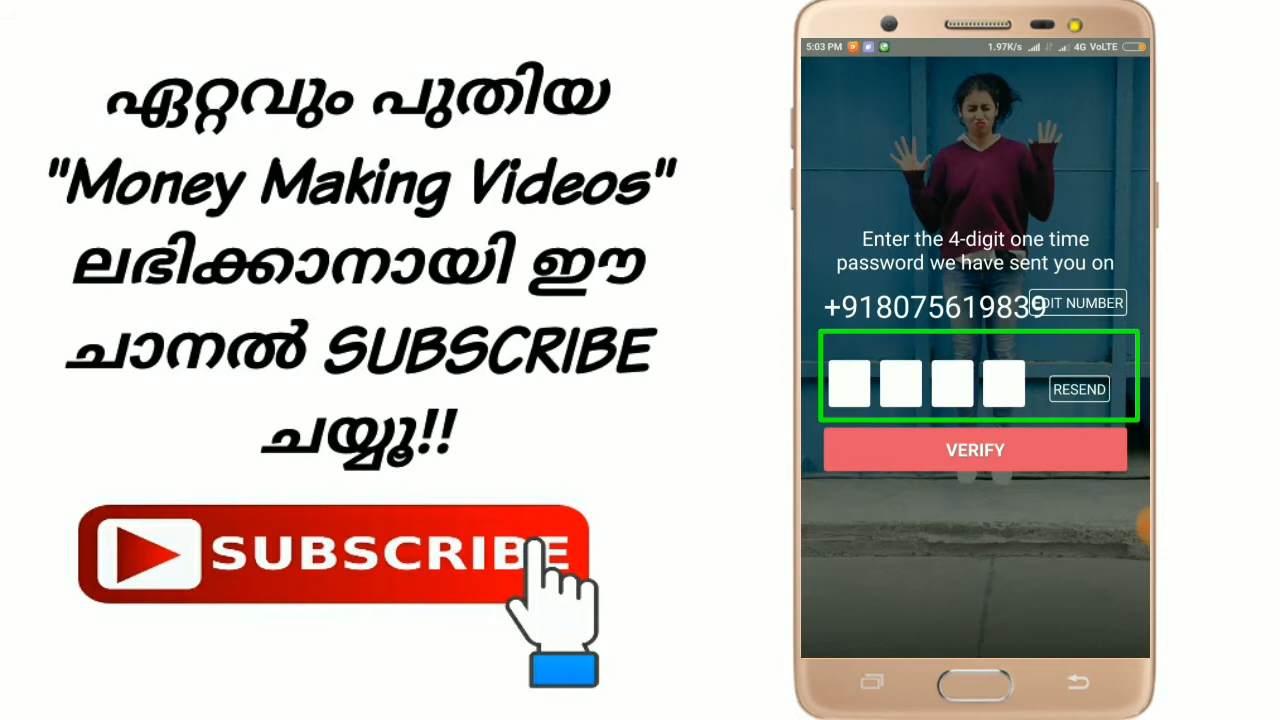 ഏറ്റവും പുതിയ
"Money Making Videos"
ലഭിക്കാനായി ഈ
ചാനൽ SUBSCRIBE
ചയ്യൂ!!
SUBSCRIBE
5:03 PM 1.97K/s 4G VoLTE
Enter the 4-digit one time
password we have sent you on
+918075619839 EDIT NUMBER
RESEND
VERIFY